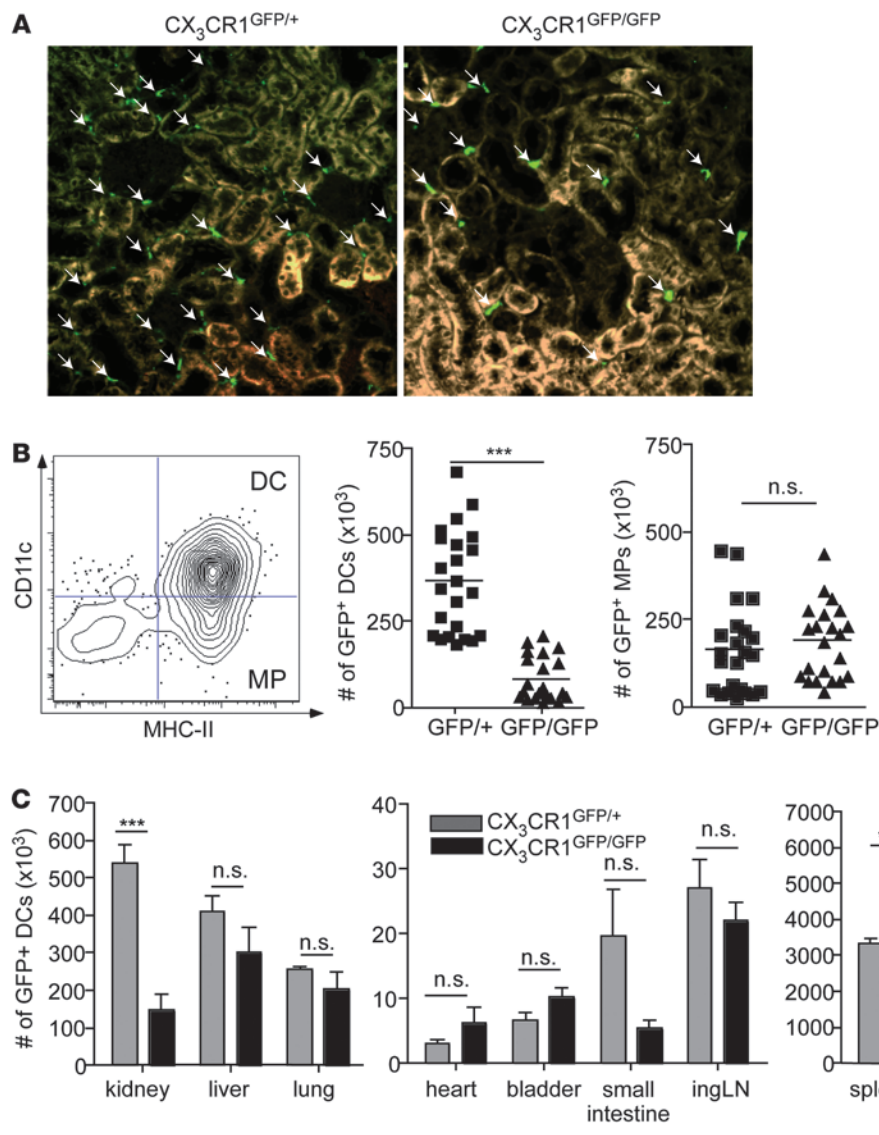 A
CX3CR1GFP/+
CX3CR1GFP/GFP
B
CD11c
DC
MP
MHC-II
# of GFP+ DCs (x10³)
750
500
250
0
***
GFP/+ GFP/GFP
# of GFP+ MPs (x10³)
750
500
250
0
n.s.
GFP/+ GFP/GFP
C
# of GFP+ DCs (x10³)
700
600
500
400
300
200
100
0
***
n.s.
n.s.
kidney liver lung
40
30
20
10
0
CX3CR1GFP/+
CX3CR1GFP/GFP
n.s.
n.s.
n.s.
n.s.
heart bladder small intestine ingLN
7000
6000
5000
4000
3000
2000
1000
0